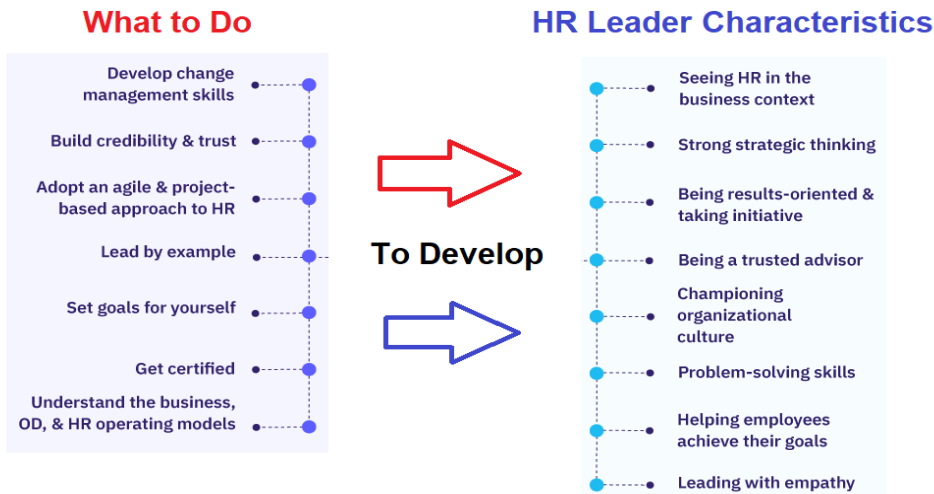 What to Do
Develop change
management skills
Build credibility & trust
Adopt an agile & project-
based approach to HR
Lead by example
Set goals for yourself
Get certified
Understand the business,
OD, & HR operating models
To Develop
HR Leader Characteristics
Seeing HR in the
business context
Strong strategic thinking
Being results-oriented &
taking initiative
Being a trusted advisor
Championing
organizational
culture
Problem-solving skills
Helping employees
achieve their goals
Leading with empathy